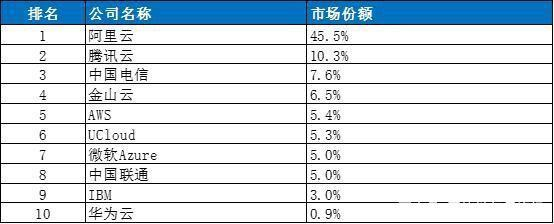 排名 公司名称 市场份额
1 阿里云 45.5%
2 腾讯云 10.3%
3 中国电信 7.6%
4 金山云 6.5%
5 AWS 5.4%
6 UCloud 5.3%
7 微软Azure 5.0%
8 中国联通 5.0%
9 IBM 3.0%
10 华为云 0.9%